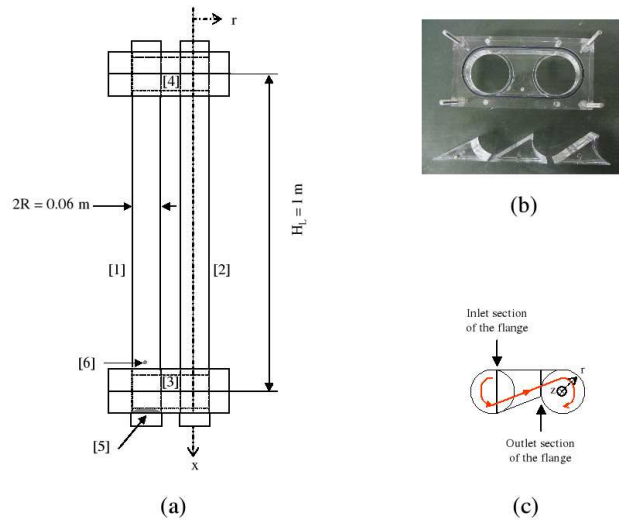 r
[4]
2R = 0.06 m
H_L = 1 m
[1]
[2]
[6]
[3]
[5]
x
(a)
(b)
Inlet section
of the flange
r
z
Outlet section
of the flange
(c)